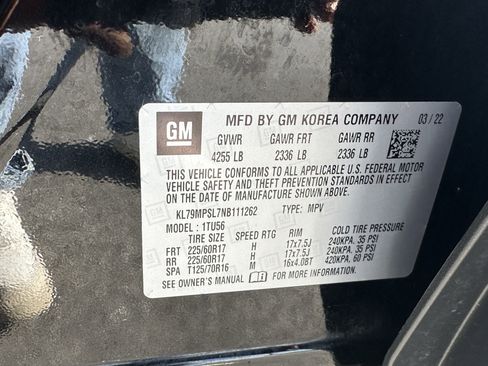 MFD BY GM KOREA COMPANY 03/22
GM
GVWR GAWR FRT GAWR RR
4255 LB 2336 LB 2336 LB
THIS VEHICLE CONFORMS TO ALL APPLICABLE U.S. FEDERAL MOTOR
VEHICLE SAFETY AND THEFT PREVENTION STANDARDS IN EFFECT
ON THE DATE OF MANUFACTURE SHOWN ABOVE.
KL79MPSL7NB111262 TYPE: MPV
MODEL: 1TU56
TIRE SIZE SPEED RTG RIM COLD TIRE PRESSURE
FRT 225/60R17 H 17x7.5J 240KPA, 35 PSI
RR 225/60R17 H 17x7.5J 240KPA, 35 PSI
SPA T125/70R16 M 16x4.0BT 420KPA, 60 PSI
SEE OWNER'S MANUAL FOR MORE INFORMATION.